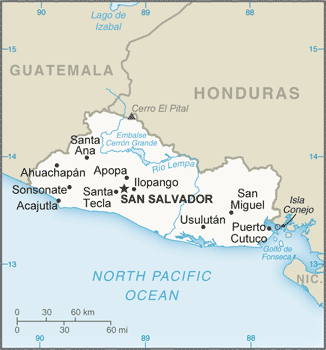 90
89
88
Lago de
Izabal
15
15
GUATEMALA
HONDURAS
Cerro El Pital
Embalse
Cerrón Grande
Santa
Ana
Río Lempa
14
14
Ahuachapán
Apopa
Ilopango
Sonsonate
Santa
Tecla
SAN SALVADOR
San
Miguel
Isla
Conejo
Acajutla
Usulután
Puerto
Cutuço
Golfo de
Fonseca
13
13
NIC.
NORTH PACIFIC
OCEAN
0 30 60 km
0 30 60 mi
90
89
88